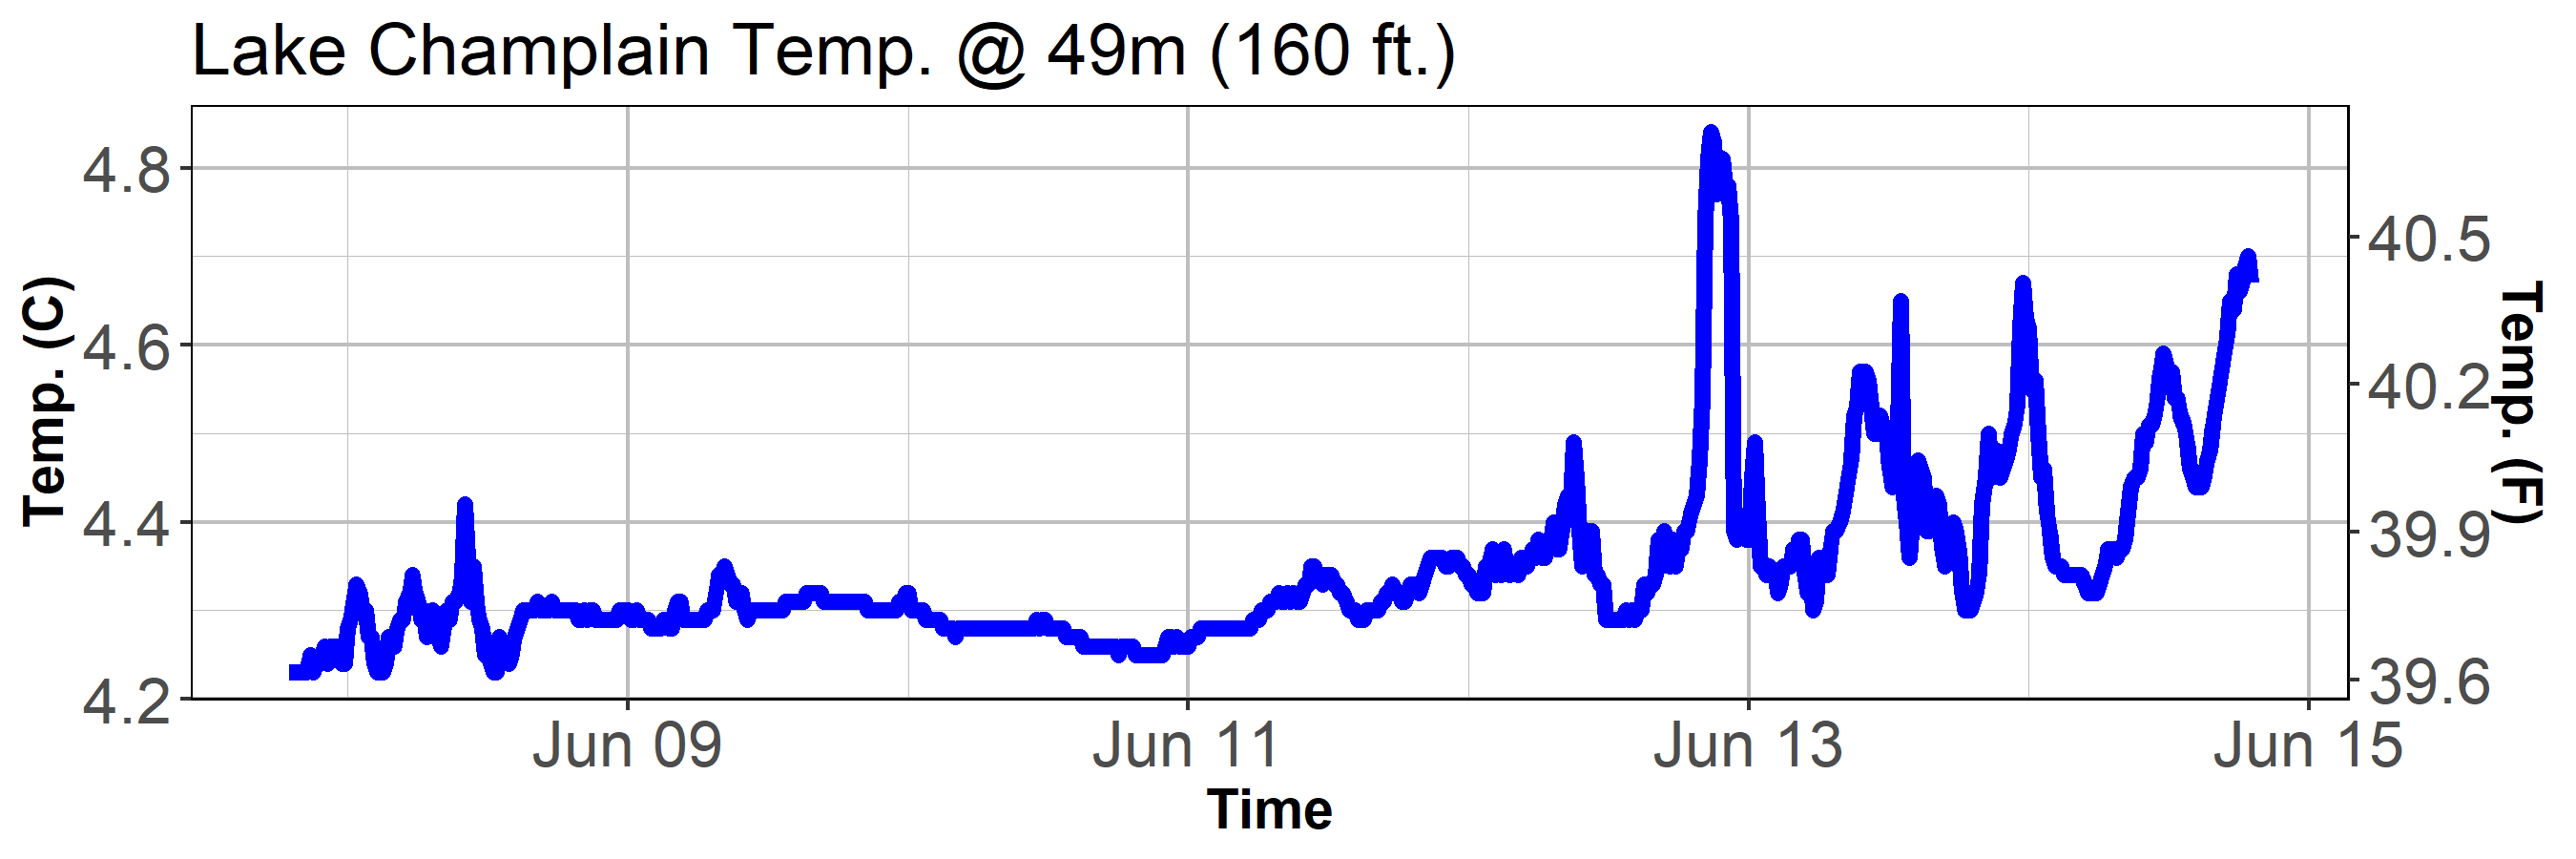 Lake Champlain Temp. @ 49m (160 ft.)
4.8
4.6
4.4
4.2
Temp. (C)
40.5
40.2
39.9
39.6
Temp. (F)
Jun 09 Jun 11 Jun 13 Jun 15
Time